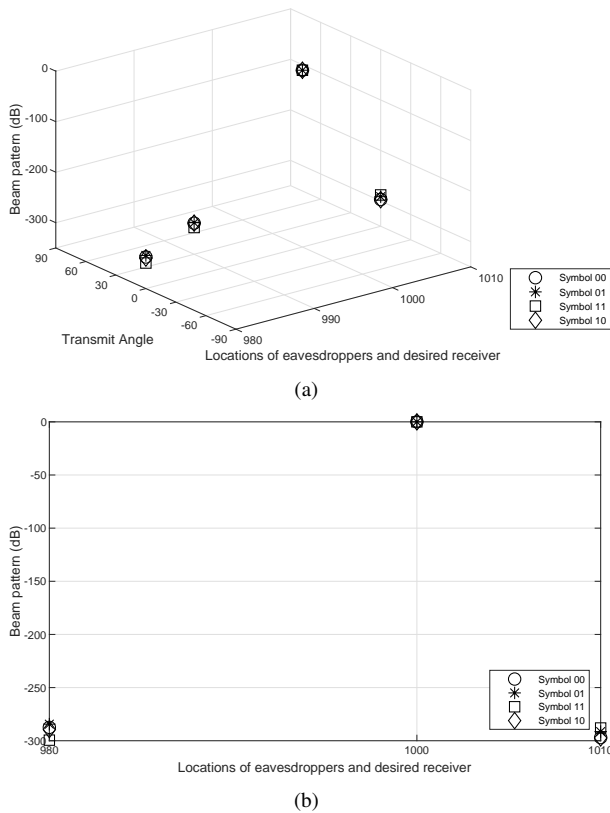 0
-100
-200
-300
Beam pattern (dB)
90
60
30
0
-30
-60
-90
Transmit Angle
980
990
1000
1010
Locations of eavesdroppers and desired receiver
Symbol 00
Symbol 01
Symbol 11
Symbol 10
(a)
0
-50
-100
-150
-200
-250
-300
Beam pattern (dB)
980
1000
1010
Locations of eavesdroppers and desired receiver
Symbol 00
Symbol 01
Symbol 11
Symbol 10
(b)